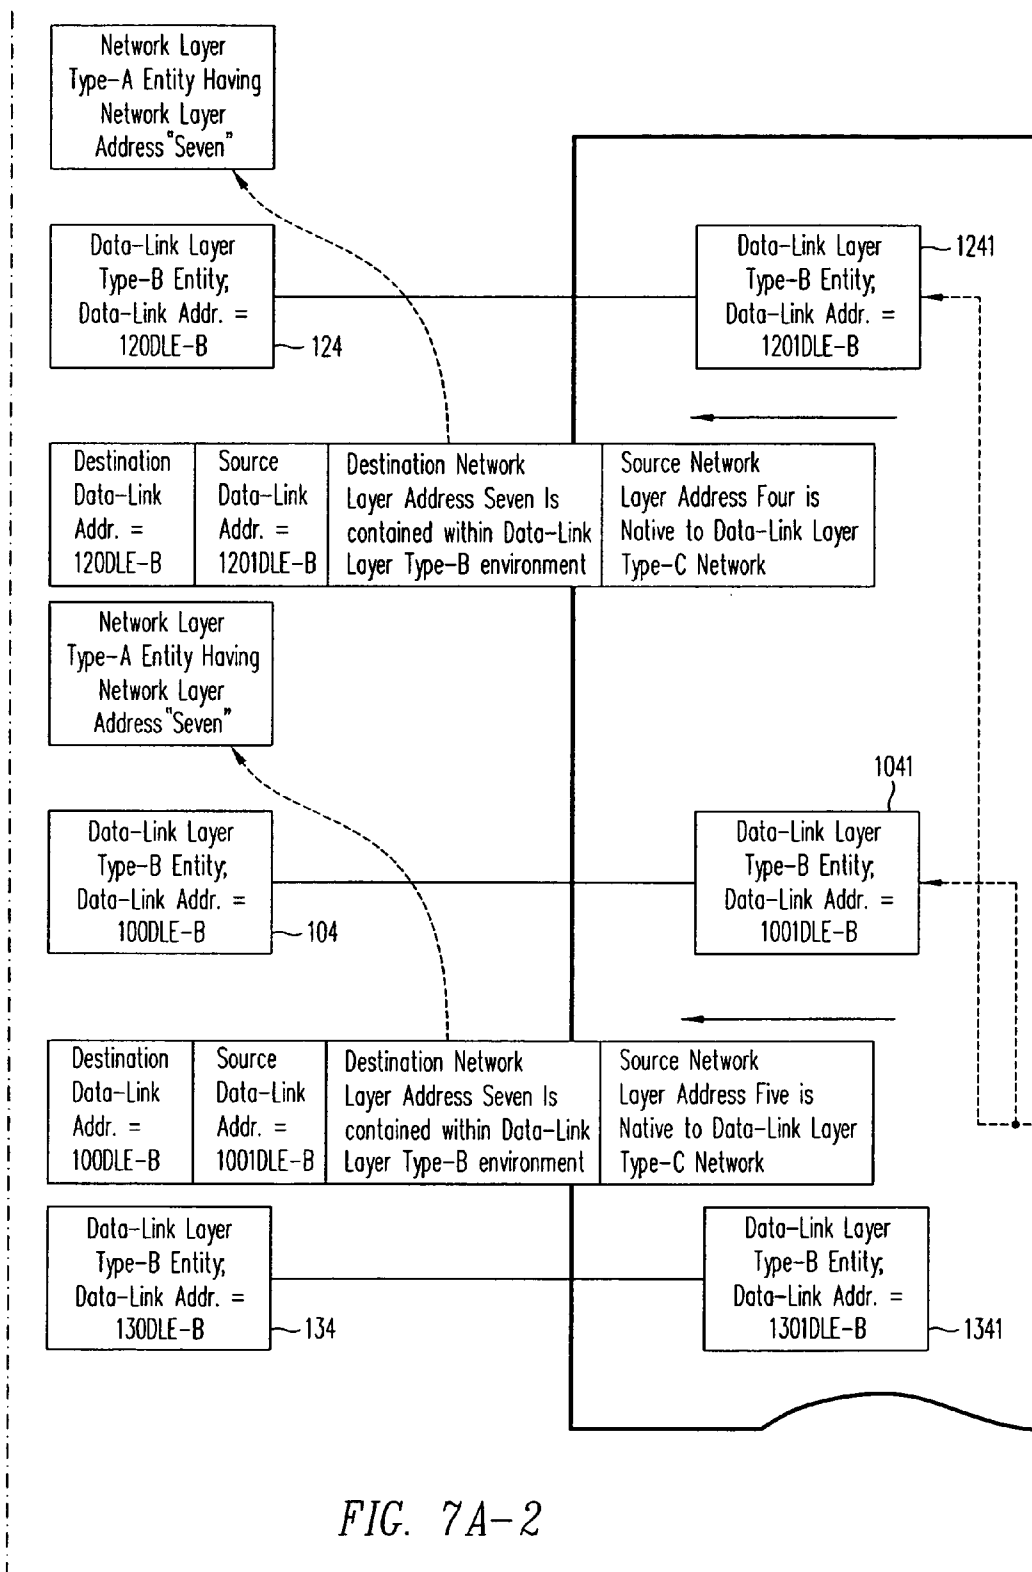 Network Layer
Type-A Entity Having
Network Layer
Address "Seven"
Data-Link Layer
Type-B Entity;
Data-Link Addr. =
120DLE-B
124
Data-Link Layer
Type-B Entity;
Data-Link Addr. =
1201DLE-B
1241
Destination
Data-Link
Addr. =
120DLE-B
Source
Data-Link
Addr. =
1201DLE-B
Destination Network
Layer Address Seven Is
contained within Data-Link
Layer Type-B environment
Source Network
Layer Address Four is
Native to Data-Link Layer
Type-C Network
Network Layer
Type-A Entity Having
Network Layer
Address "Seven"
Data-Link Layer
Type-B Entity;
Data-Link Addr. =
100DLE-B
104
1041
Data-Link Layer
Type-B Entity;
Data-Link Addr. =
1001DLE-B
Destination
Data-Link
Addr. =
100DLE-B
Source
Data-Link
Addr. =
1001DLE-B
Destination Network
Layer Address Seven Is
contained within Data-Link
Layer Type-B environment
Source Network
Layer Address Five is
Native to Data-Link Layer
Type-C Network
Data-Link Layer
Type-B Entity;
Data-Link Addr. =
130DLE-B
134
Data-Link Layer
Type-B Entity;
Data-Link Addr. =
1301DLE-B
1341
FIG. 7A-2